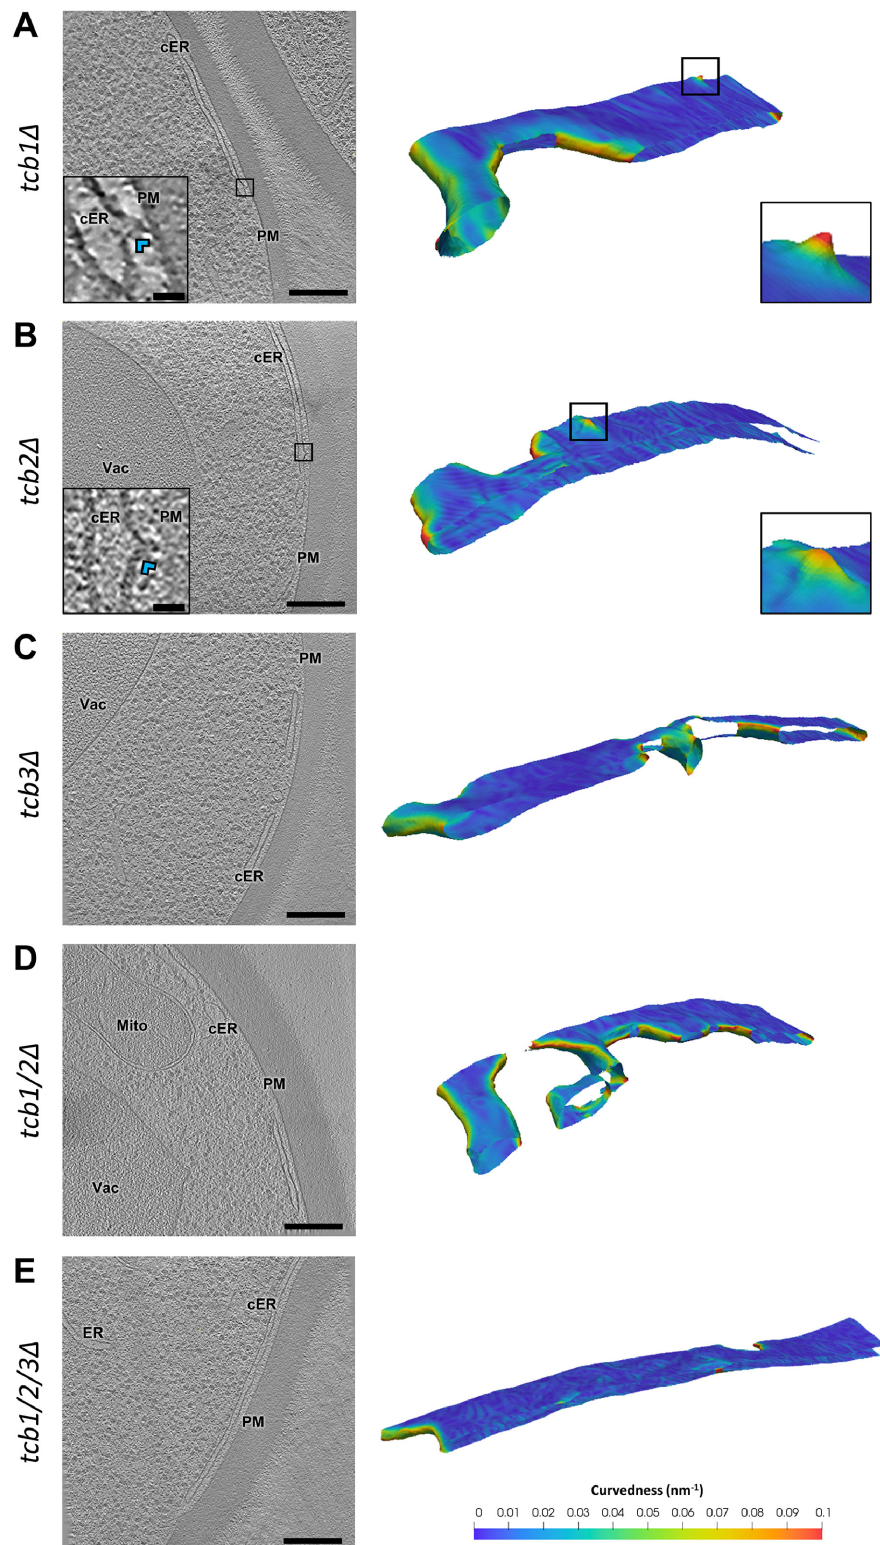 A
tcb1Δ
cER
PM
cER
PM
B
tcb2Δ
cER
Vac
cER
PM
PM
C
tcb3Δ
PM
Vac
cER
D
tcb1/2Δ
Mito
cER
PM
Vac
E
tcb1/2/3Δ
cER
ER
PM
Curvedness (nm⁻¹)
0 0.01 0.02 0.03 0.04 0.05 0.06 0.07 0.08 0.09 0.1